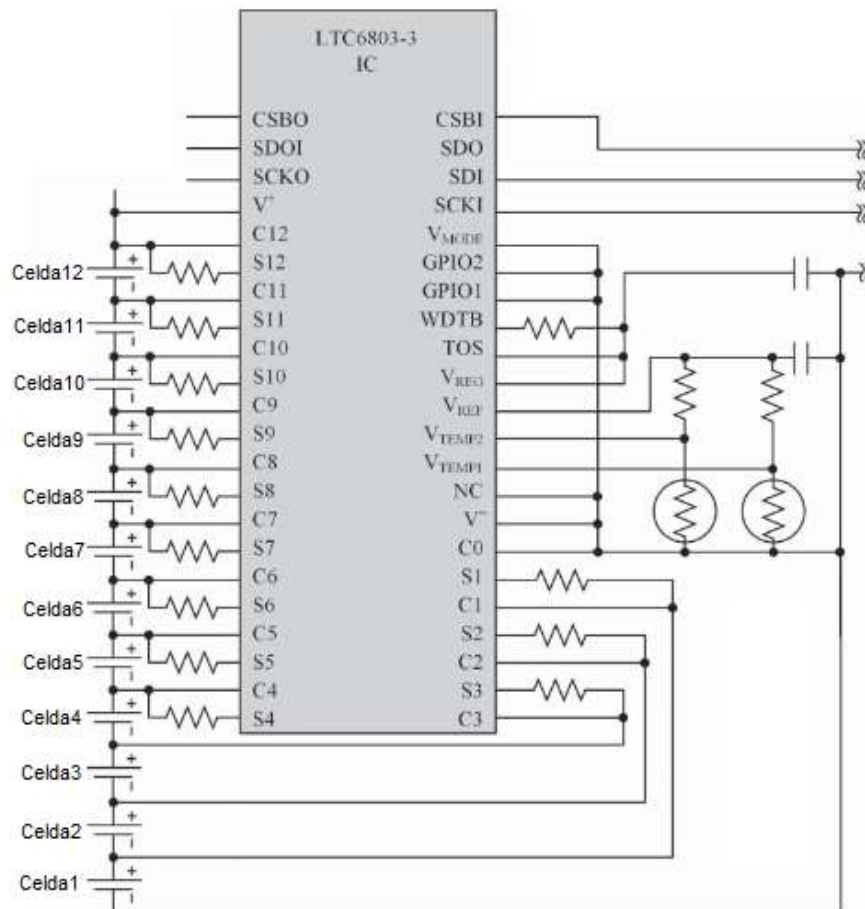 LTC6803-3
IC
CSBO
SDOI
SCKO
V+
C12
S12
C11
S11
C10
S10
C9
S9
C8
S8
C7
S7
C6
S6
C5
S5
C4
S4
CSBI
SDO
SDI
SCKI
VMODE
GPIO2
GPIO1
WDTB
TOS
VREG
VREF
VTEMP2
VTEMP1
NC
V-
C0
S1
C1
S2
C2
S3
C3
Celda12
Celda11
Celda10
Celda9
Celda8
Celda7
Celda6
Celda5
Celda4
Celda3
Celda2
Celda1